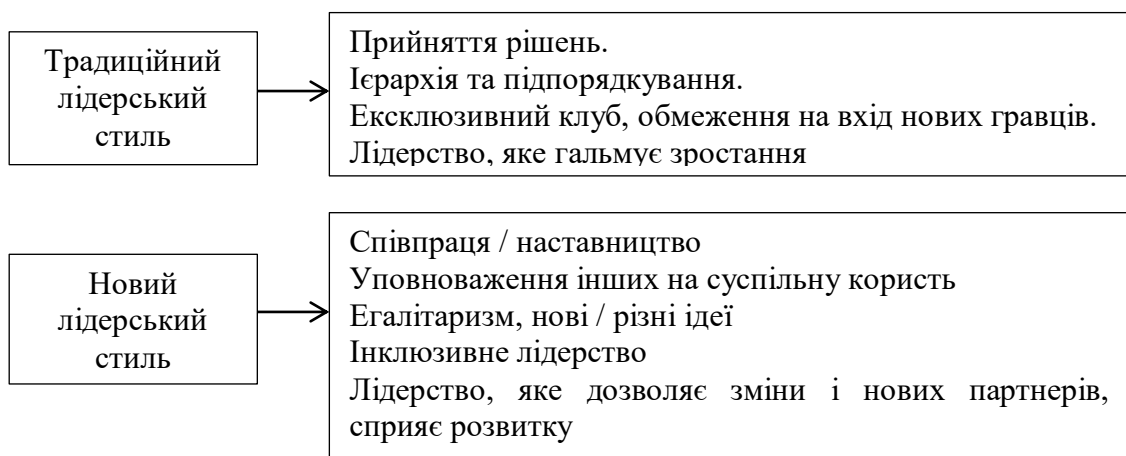 Традиційний
лідерський
стиль
Прийняття рішень.
Ієрархія та підпорядкування.
Ексклюзивний клуб, обмеження на вхід нових гравців.
Лідерство, яке гальмує зростання
Новий
лідерський
стиль
Співпраця / наставництво
Уповноваження інших на суспільну користь
Егалітаризм, нові / різні ідеї
Інклюзивне лідерство
Лідерство, яке дозволяє зміни і нових партнерів,
сприяє розвитку